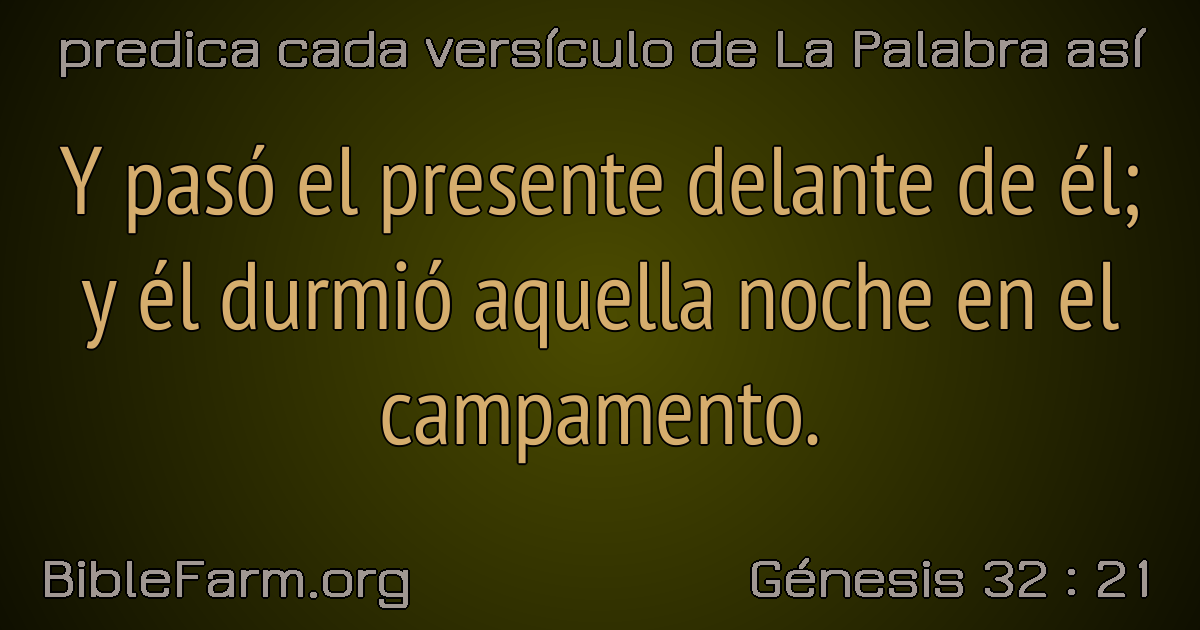 predica cada versículo de La Palabra así
Y pasó el presente delante de él;
y él durmió aquella noche en el
campamento.
BibleFarm.org
Génesis 32 : 21